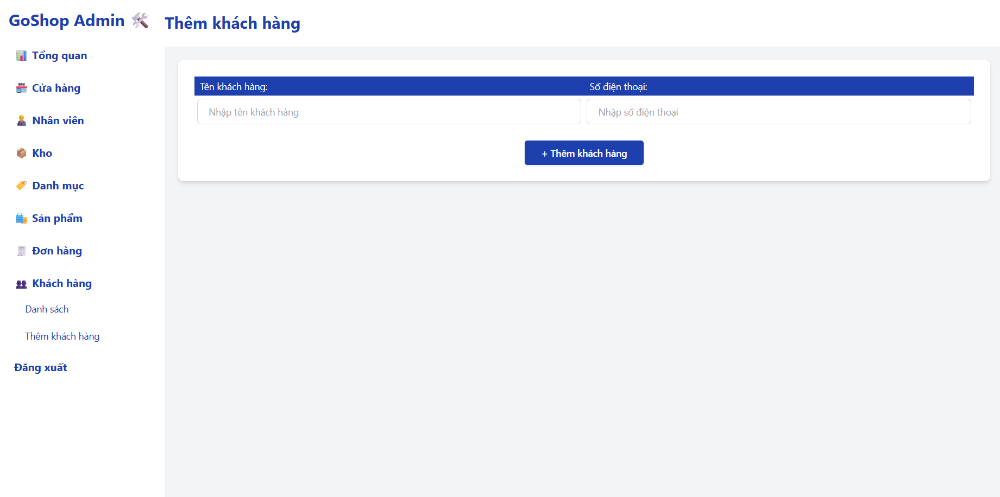 GoShop Admin
Thêm khách hàng
Tổng quan
Cửa hàng
Nhân viên
Kho
Danh mục
Sản phẩm
Đơn hàng
Khách hàng
Danh sách
Thêm khách hàng
Đăng xuất
Tên khách hàng: Số điện thoại:
Nhập tên khách hàng Nhập số điện thoại
+ Thêm khách hàng